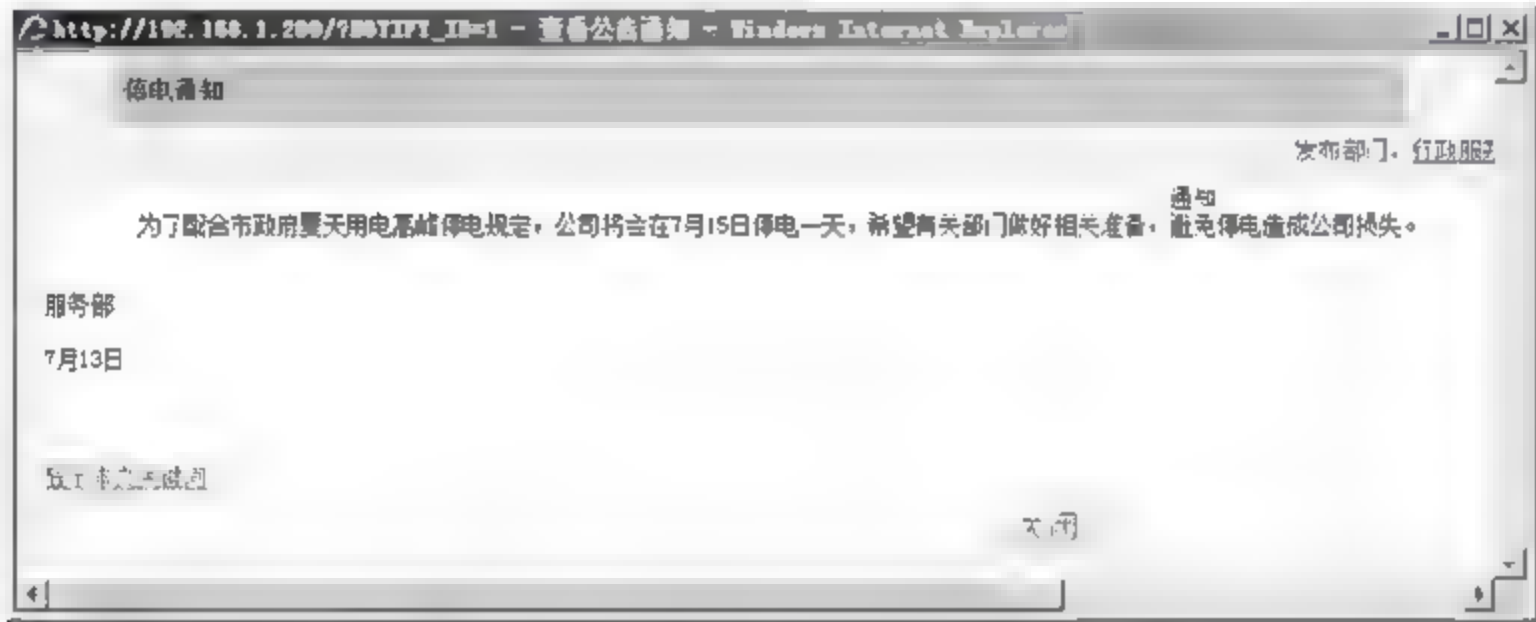 http://192.168.1.200/?NOTIFY_ID=1 - 查看公告通知 - Windows Internet Explorer
停电通知
发布部门：行政服务
通知
为了配合市政府夏天用电高峰停电规定，公司将会在7月15日停电一天，希望有关部门做好相关准备，避免停电造成公司损失。
服务部
7月13日
关闭